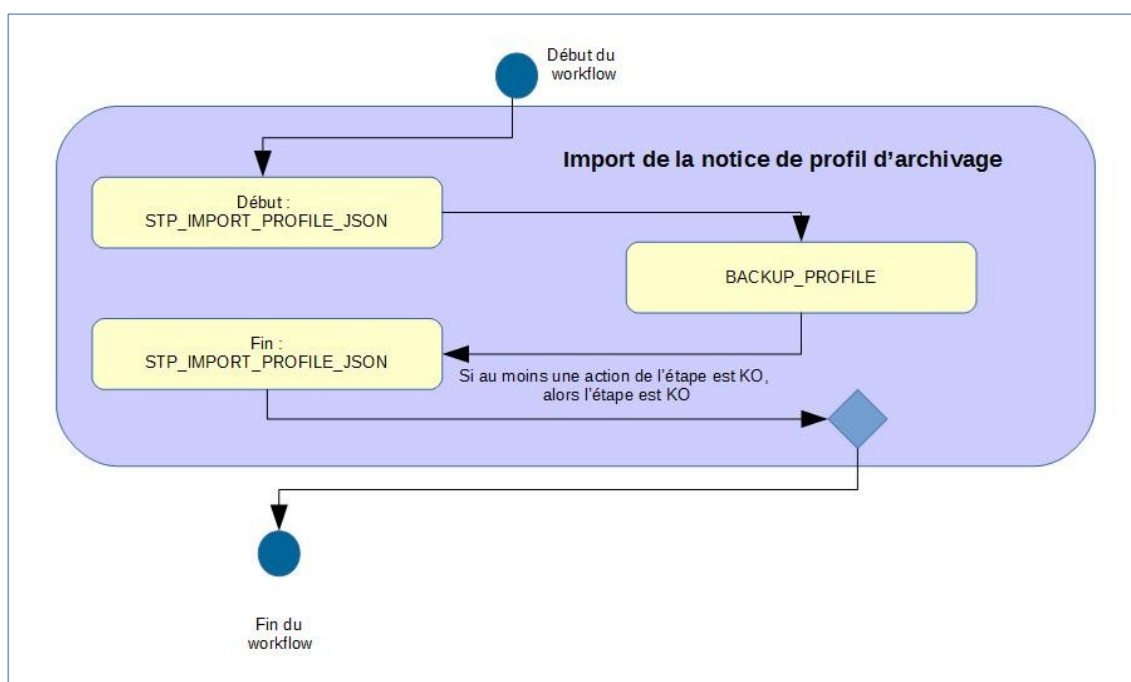 Début du
workflow
Import de la notice de profil d'archivage
Début :
STP_IMPORT_PROFILE_JSON
BACKUP_PROFILE
Fin :
STP_IMPORT_PROFILE_JSON
Si au moins une action de l'étape est KO,
alors l'étape est KO
Fin du
workflow